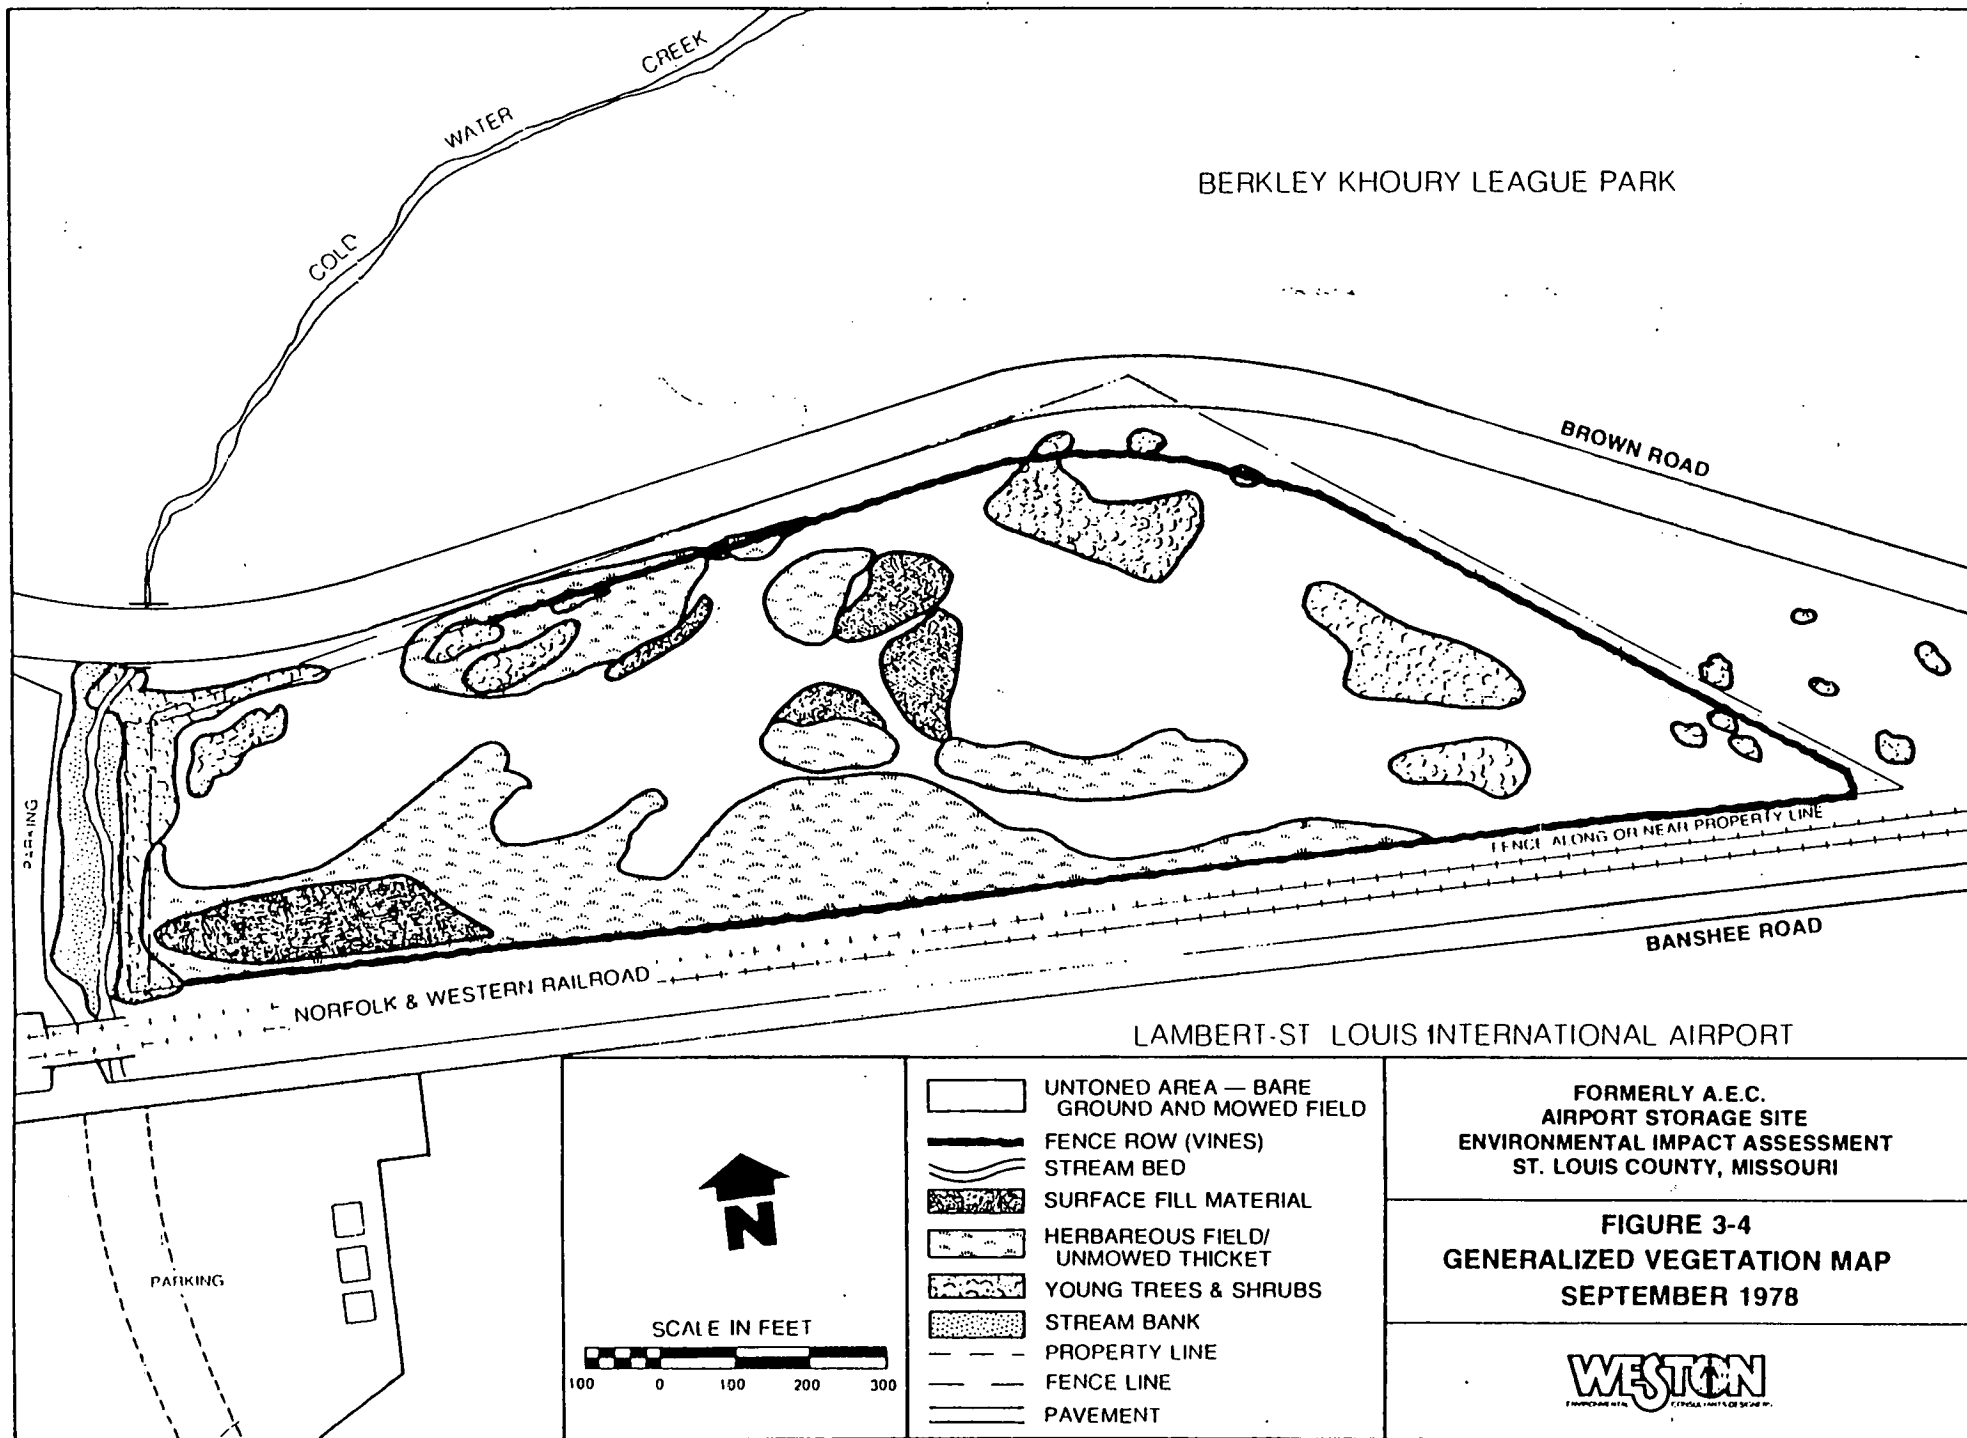 CREEK
WATER
COLD
BERKLEY KHOURY LEAGUE PARK
BROWN ROAD
PARKING
FENCE ALONG OR NEAR PROPERTY LINE
BANSHEE ROAD
NORFOLK & WESTERN RAILROAD
LAMBERT-ST LOUIS INTERNATIONAL AIRPORT
PARKING
N
SCALE IN FEET
100 0 100 200 300
UNTONED AREA — BARE
GROUND AND MOWED FIELD
FENCE ROW (VINES)
STREAM BED
SURFACE FILL MATERIAL
HERBAREOUS FIELD/
UNMOWED THICKET
YOUNG TREES & SHRUBS
STREAM BANK
PROPERTY LINE
FENCE LINE
PAVEMENT
FORMERLY A.E.C.
AIRPORT STORAGE SITE
ENVIRONMENTAL IMPACT ASSESSMENT
ST. LOUIS COUNTY, MISSOURI
FIGURE 3-4
GENERALIZED VEGETATION MAP
SEPTEMBER 1978
WESTON
ENVIRONMENTAL CONSULTANTS-DESIGNERS